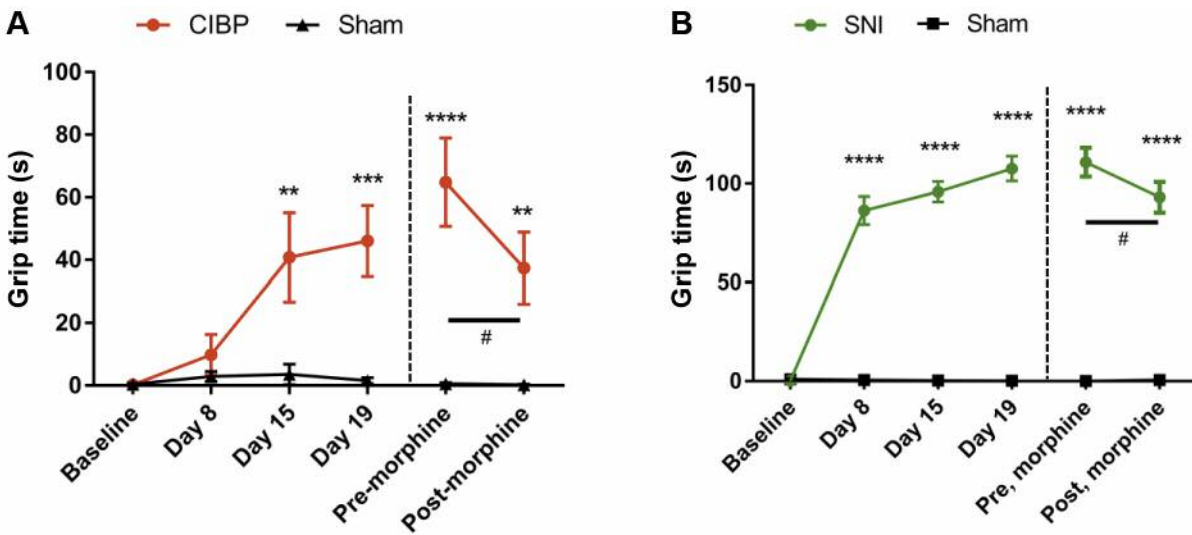 A
CIBP
Sham
Grip time (s)
100
80
60
40
20
0
****
***
**
**
#
Baseline
Day 8
Day 15
Day 19
Pre-morphine
Post-morphine
B
SNI
Sham
Grip time (s)
150
100
50
0
****
****
****
****
****
#
Baseline
Day 8
Day 15
Day 19
Pre, morphine
Post, morphine